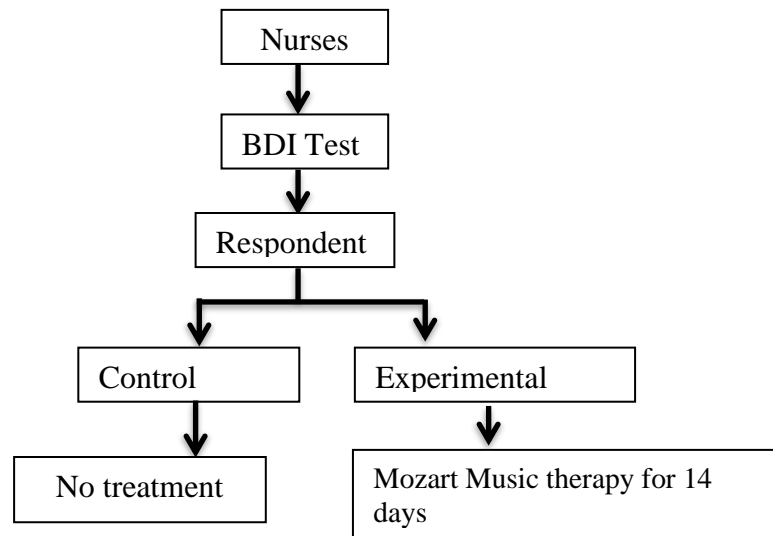 Nurses
BDI Test
Respondent
Control
Experimental
No treatment
Mozart Music therapy for 14
days